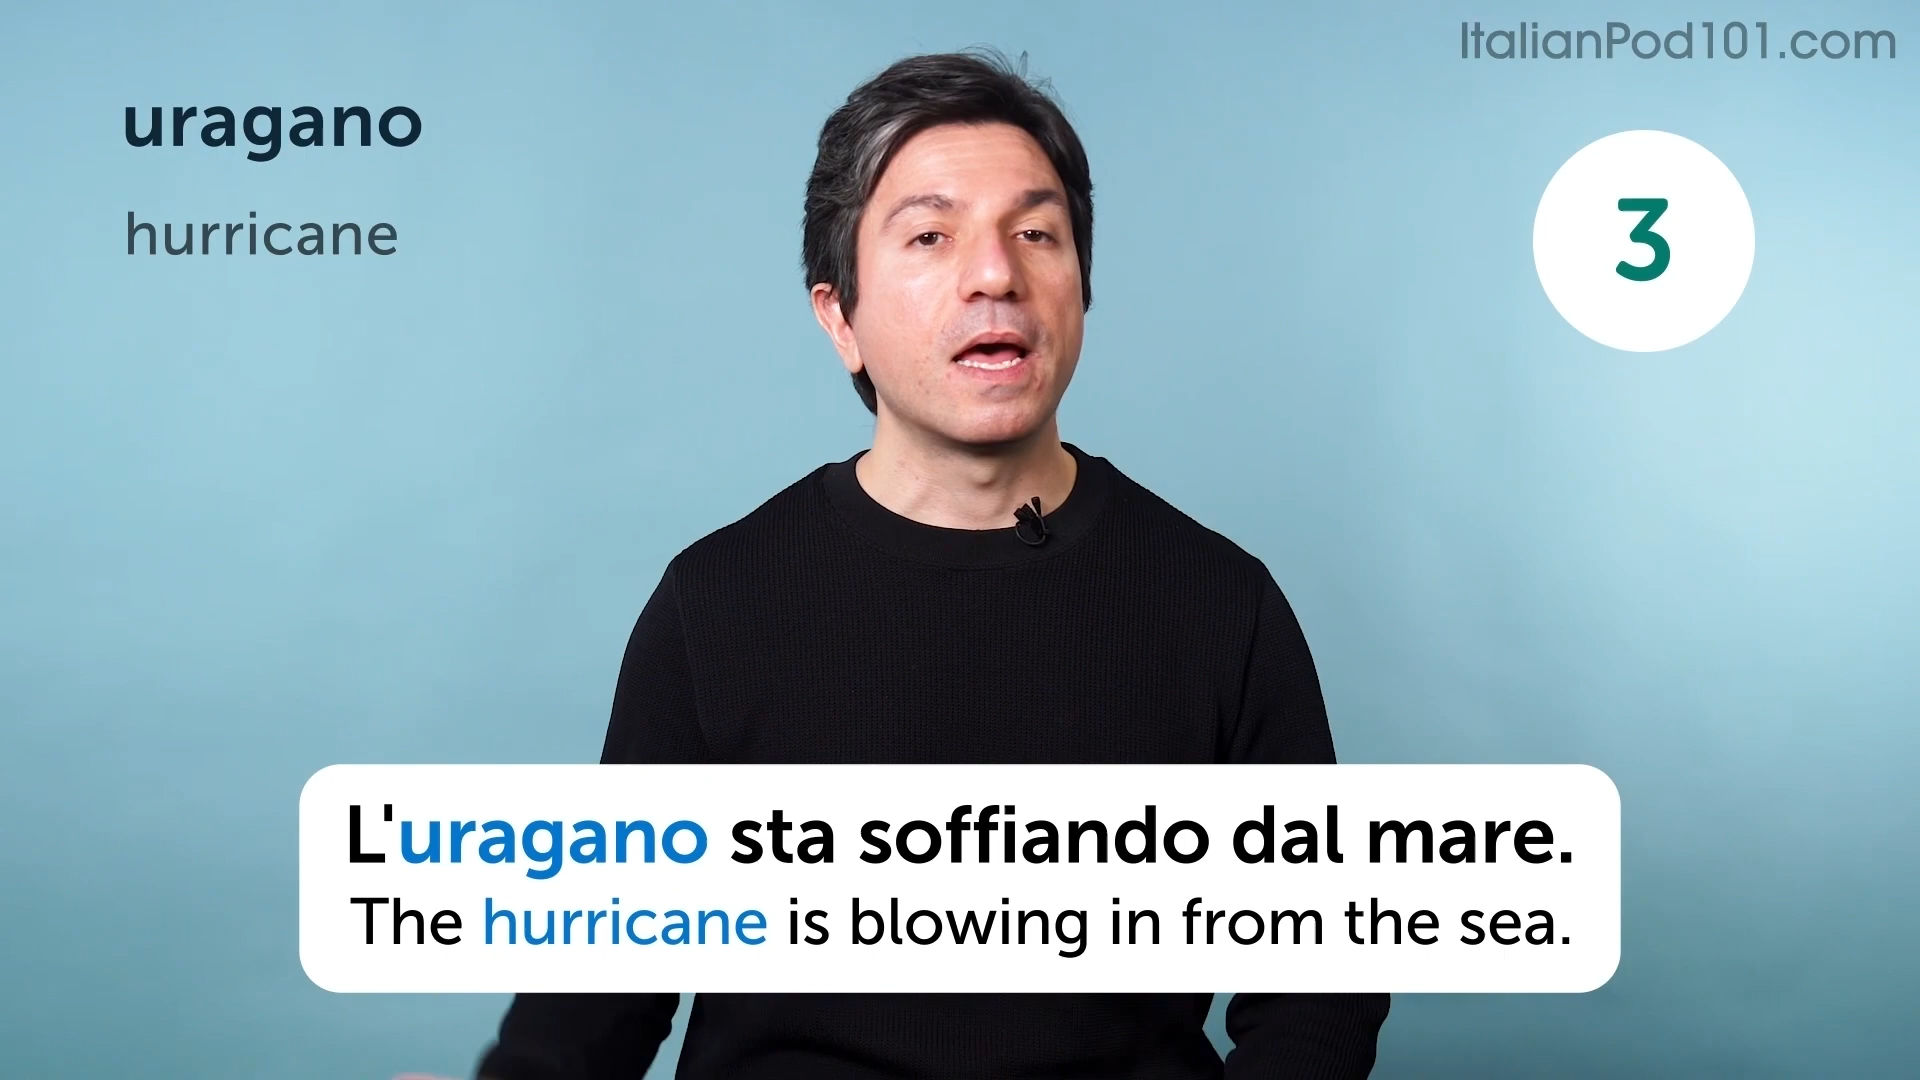 ItalianPod101.com
uragano
hurricane
3
L'uragano sta soffiando dal mare.
The hurricane is blowing in from the sea.